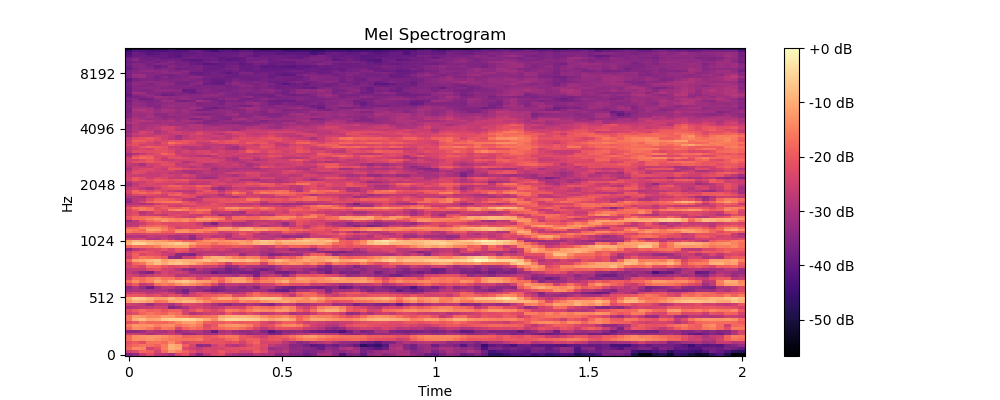 Mel Spectrogram
Hz
8192
4096
2048
1024
512
0
0 0.5 1 1.5 2
Time
+0 dB
-10 dB
-20 dB
-30 dB
-40 dB
-50 dB